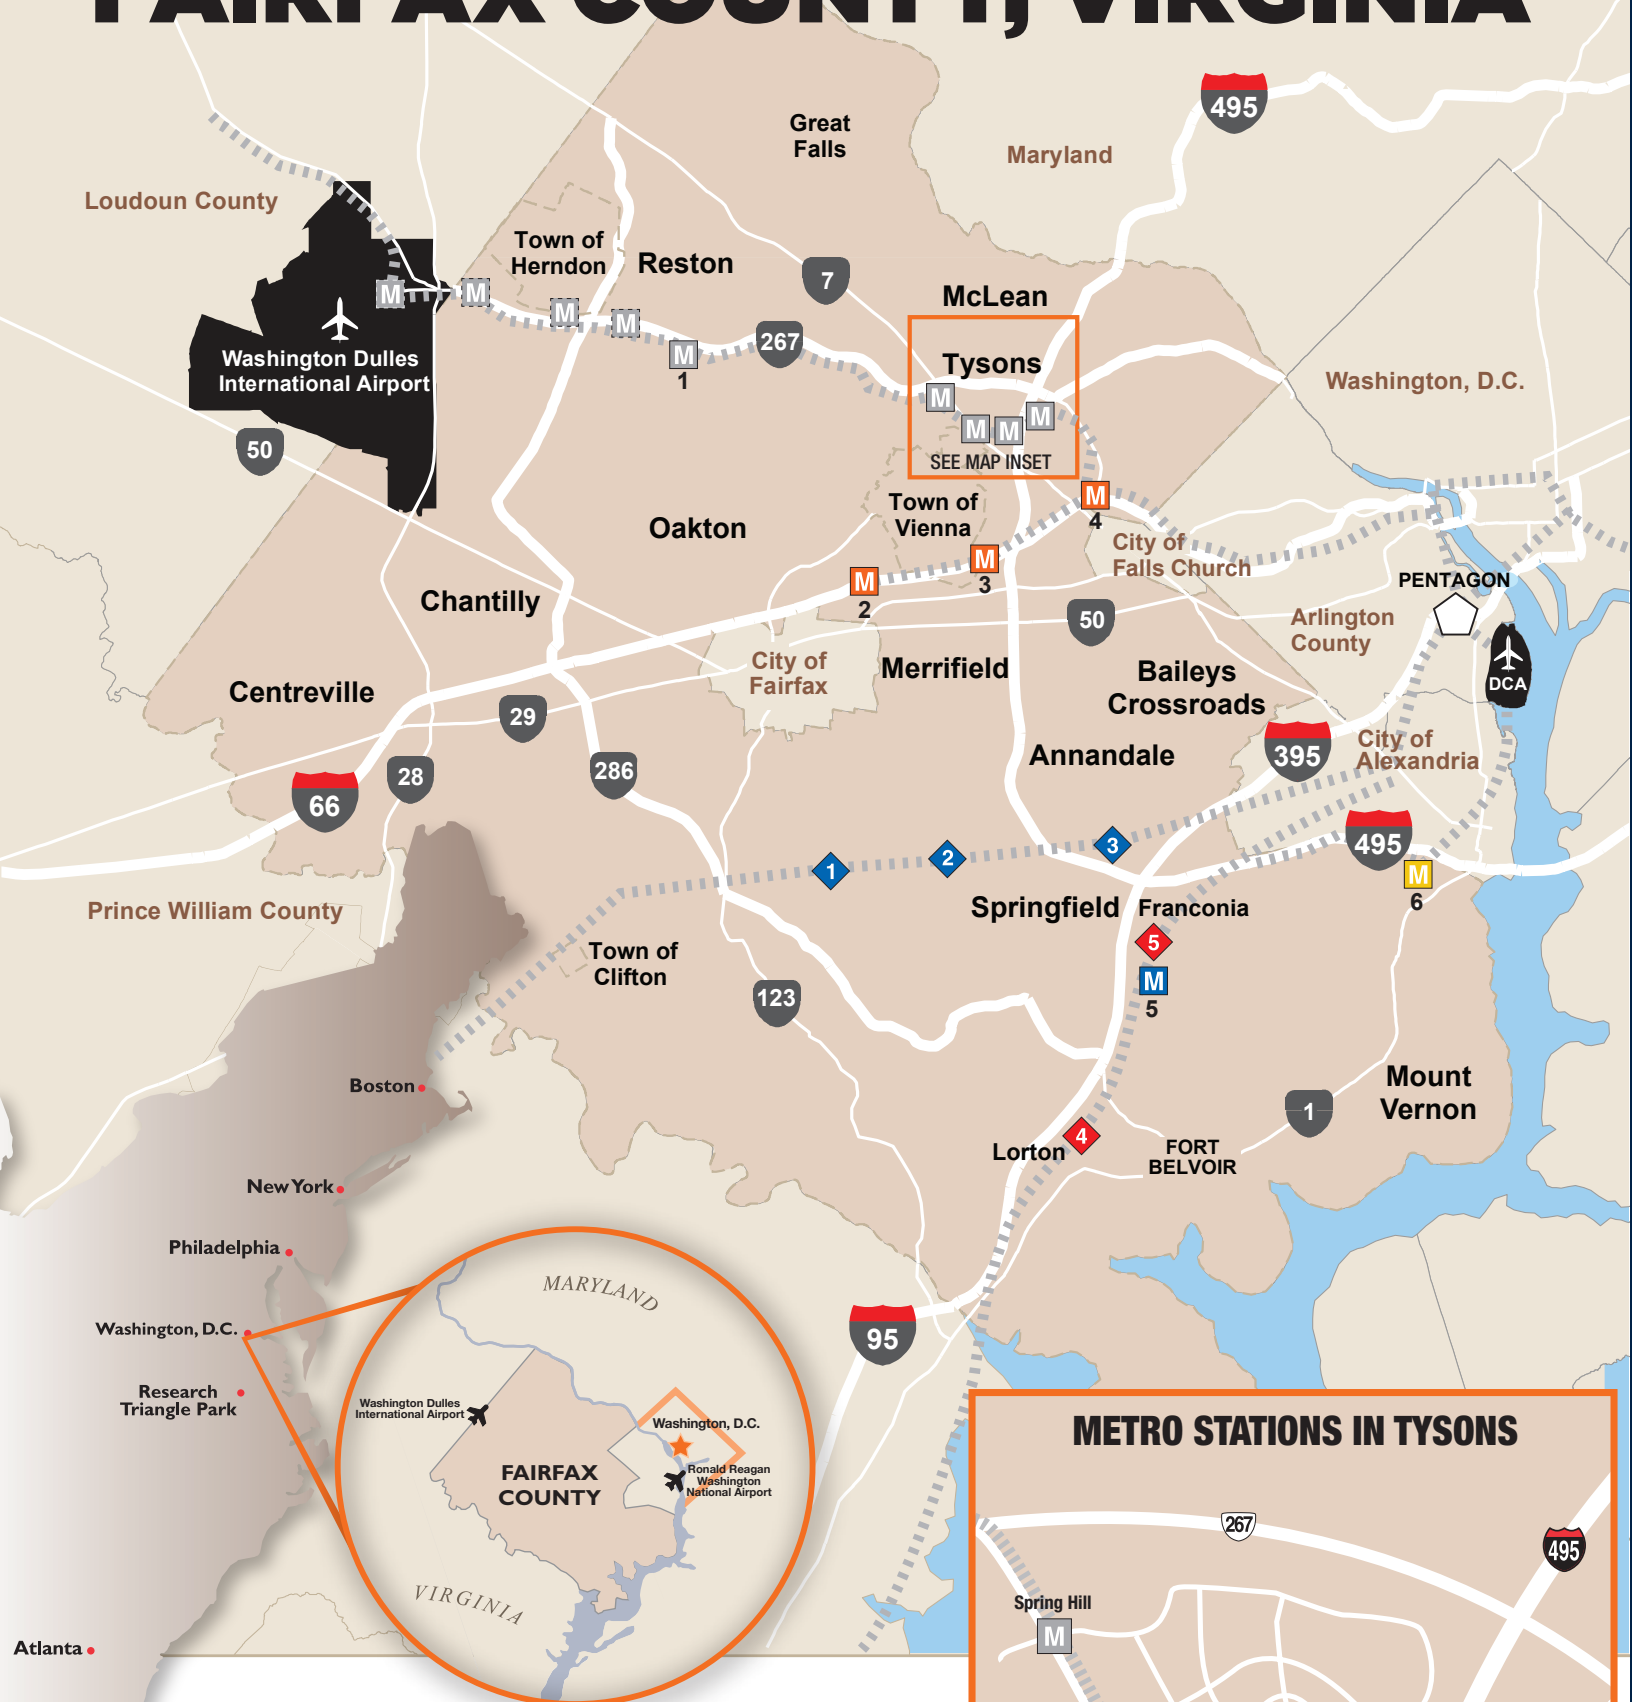 FAIRFAX COUNTY, VIRGINIA
495
Great
Falls
Maryland
Loudoun County
Town of
Herndon
Reston
7
McLean
M
M
M
M
M
1
267
Tysons
M
M
M
M
SEE MAP INSET
Washington Dulles
International Airport
Washington, D.C.
50
Town of
Vienna
M
4
Oakton
City of
Falls Church
M
3
M
2
PENTAGON
Chantilly
50
Arlington
County
City of
Fairfax
Merrifield
Baileys
Crossroads
DCA
Centreville
29
Annandale
395
City of
Alexandria
28
286
66
495
1
2
3
M
6
Prince William County
Springfield
Franconia
5
M
5
Town of
Clifton
123
Boston
Mount
Vernon
1
4
Lorton
FORT
BELVOIR
New York
Philadelphia
MARYLAND
Washington, D.C.
95
Research
Triangle Park
Washington Dulles
International Airport
Washington, D.C.
FAIRFAX
COUNTY
Ronald Reagan
Washington
National Airport
VIRGINIA
Atlanta
METRO STATIONS IN TYSONS
267
495
Spring Hill
M